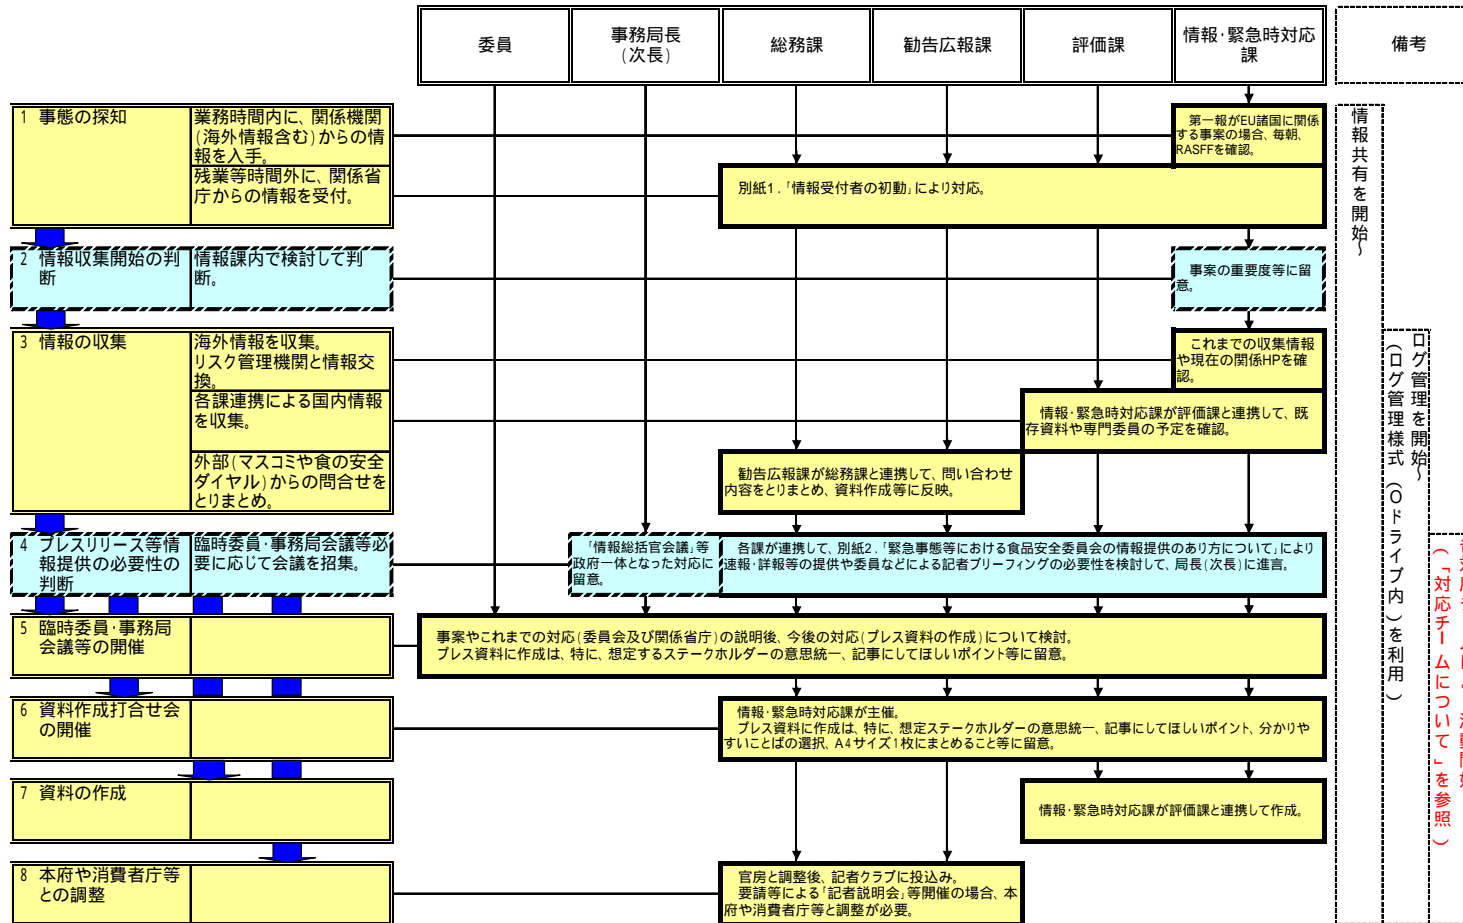 委員
事務局長
(次長)
総務課
勧告広報課
評価課
情報・緊急時対応
課
備考
1 事態の探知
業務時間内に、関係機関
(海外情報含む)からの情
報を入手。
残業等時間外に、関係省
庁からの情報を受付。
第一報がEU諸国に関係
する事案の場合、毎朝、
RASFFを確認。
別紙1.「情報受付者の初動」により対応。
2 情報収集開始の判
断
情報課内で検討して判
断。
事案の重要度等に留
意。
3 情報の収集
海外情報を収集。
リスク管理機関と情報交
換。
各課連携による国内情報
を収集。
外部(マスコミや食の安全
ダイヤル)からの問合せを
とりまとめ。
これまでの収集情報
や現在の関係HPを確
認。
情報・緊急時対応課が評価課と連携して、既
存資料や専門委員の予定を確認。
勧告広報課が総務課と連携して、問い合わせ
内容をとりまとめ、資料作成等に反映。
4 プレスリリース等情
報提供の必要性の
判断
臨時委員・事務局会議等必
要に応じて会議を招集。
「情報総括官会議」等
政府一体となった対応に
留意。
各課が連携して、別紙2.「緊急事態等における食品安全委員会の情報提供のあり方について」により
速報・詳報等の提供や委員などによる記者ブリーフィングの必要性を検討して、局長(次長)に進言。
5 臨時委員・事務局
会議等の開催
事案やこれまでの対応(委員会及び関係省庁)の説明後、今後の対応(プレス資料の作成)について検討。
プレス資料に作成は、特に、想定するステークホルダーの意思統一、記事にしてほしいポイント等に留意。
6 資料作成打合せ会
の開催
情報・緊急時対応課が主催。
プレス資料に作成は、特に、想定ステークホルダーの意思統一、記事にしてほしいポイント、分かりや
すいことばの選択、A4サイズ1枚にまとめること等に留意。
7 資料の作成
情報・緊急時対応課が評価課と連携して作成。
8 本府や消費者庁等
との調整
官房と調整後、記者クラブに投込み。
要請等による「記者説明会」等開催の場合、本
府や消費者庁等と調整が必要。
情報共有を開始~
ログ管理を開始~
(ログ管理様式(Oドライブ内)を利用)
(「対応チームについて」を参照)